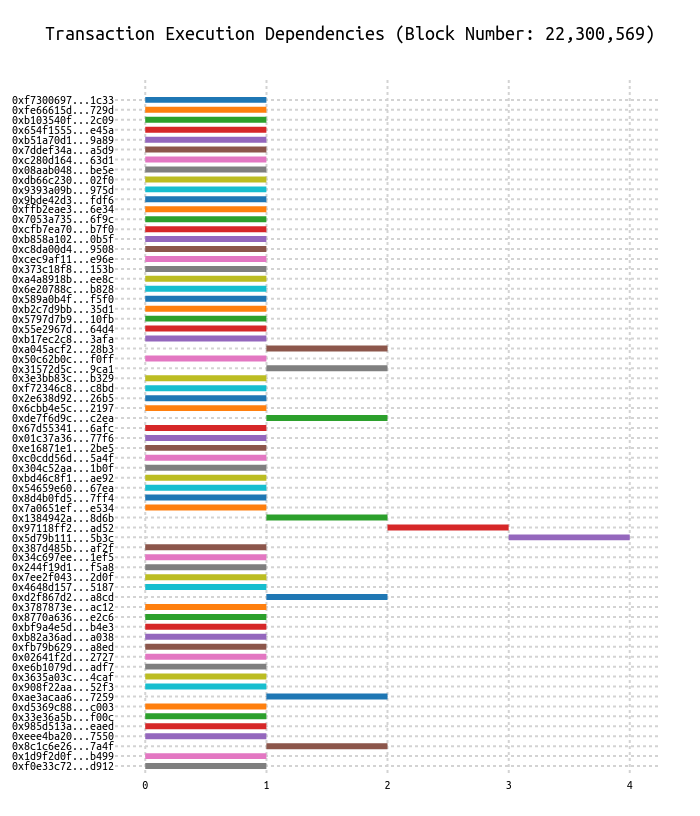 Transaction Execution Dependencies (Block Number: 22,300,569)
0xf7300697...1c33
0xfe66615d...729d
0xb103540f...2c09
0x654f1555...e45a
0xb51a70d1...9a89
0x7ddef34a...a5d9
0xc280d164...63d1
0x08aab048...be5e
0xdb66c230...02f0
0x9393a09b...975d
0x9bde42d3...fdf6
0xffb2eae3...6e34
0x7053a735...6f9c
0xcfb7ea70...b7f0
0xb858a102...0b5f
0xc8da00d4...9508
0xcec9af11...e96e
0x373c18f8...153b
0xa4a8918b...ee8c
0x6e20788c...b828
0x589a0b4f...f5f0
0xb2c7d9bb...35d1
0x5797d7b9...10fb
0x55e2967d...64d4
0xb17ec2c8...3afa
0xa045acf2...28b3
0x50c62b0c...f0ff
0x31572d5c...9ca1
0x3e3bb83c...b329
0xf72346c8...c8bd
0x2e638d92...26b5
0x6cbb4e5c...2197
0xde7f6d9c...c2ea
0x67d55341...6afc
0x01c37a36...77f6
0xe16871e1...2be5
0xc0cdd56d...5a4f
0x304c52aa...1b0f
0xbd46c8f1...ae92
0x54659e60...67ea
0x8d4b0fd5...7ff4
0x7a0651ef...e534
0x1384942a...8d6b
0x97118ff2...ad52
0x5d79b111...5b3c
0x387d485b...af2f
0x34c697ee...1ef5
0x244f19d1...f5a8
0x7ee2f043...2d0f
0x4648d157...5187
0xd2f867d2...a8cd
0x3787873e...ac12
0x8770a636...e2c6
0xbf9a4e5d...b4e3
0xb82a36ad...a038
0xfb79b629...a8ed
0x02641f2d...2727
0xe6b1079d...adf7
0x3635a03c...4caf
0x908f22aa...52f3
0xae3acaa6...7259
0xd5369c88...c003
0x33e36a5b...f00c
0x985d513a...eaed
0xeee4ba20...7550
0x8c1c6e26...7a4f
0x1d9f2d0f...b499
0xf0e33c72...d912
0 1 2 3 4